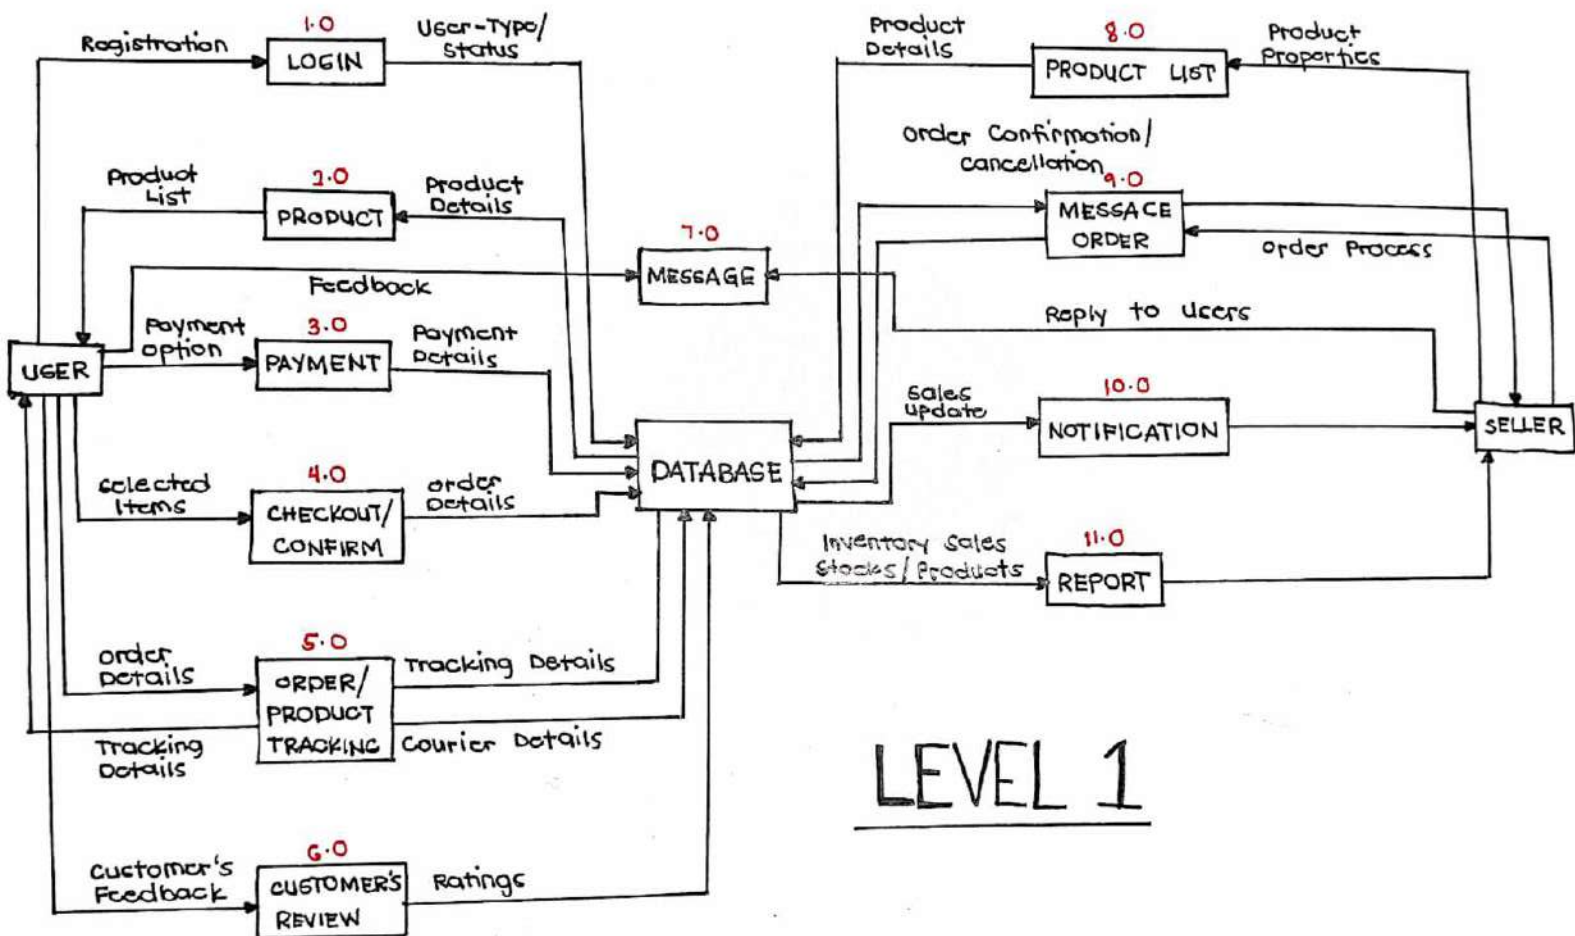 1.0
Registration
LOGIN
User-Type/
Status
Product
List
2.0
PRODUCT
Product
Details
Feedback
7.0
MESSAGE
USER
Payment
Option
3.0
PAYMENT
Payment
Details
Selected
Items
4.0
CHECKOUT/
CONFIRM
Order
Details
DATABASE
Order
Details
5.0
ORDER/
PRODUCT
TRACKING
Tracking Details
Courier Details
Tracking
Details
Customer's
Feedback
6.0
CUSTOMER'S
REVIEW
Ratings
Product
Details
8.0
PRODUCT LIST
Product
Properties
Order Confirmation/
Cancellation
9.0
MESSAGE
ORDER
Order Process
Reply to Users
Sales
Update
10.0
NOTIFICATION
SELLER
Inventory Sales
Stocks/Products
11.0
REPORT
LEVEL 1